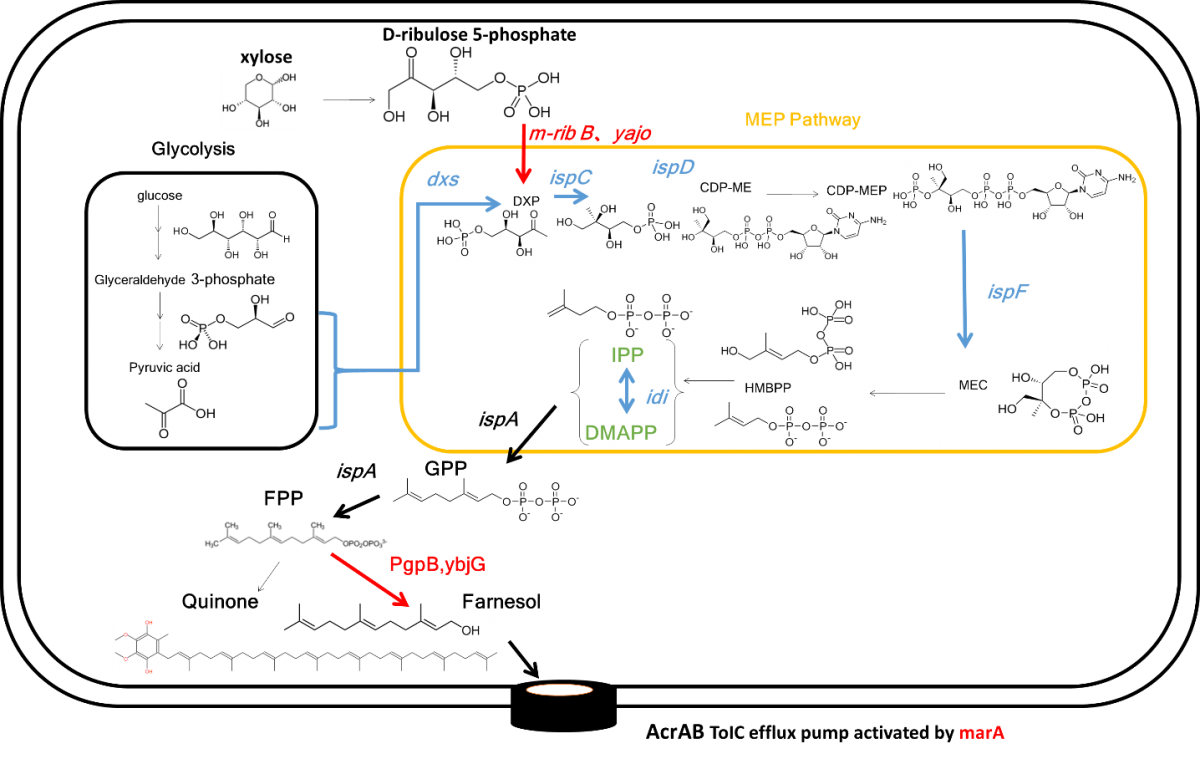 D-ribulose 5-phosphate
xylose
m-rib B、yajo
MEP Pathway
Glycolysis
glucose
Glyceraldehyde 3-phosphate
Pyruvic acid
dxs
DXP
ispC
ispD
CDP-ME
CDP-MEP
ispF
MEC
HMBPP
IPP
idi
DMAPP
ispA
GPP
ispA
FPP
PgpB,ybjG
Quinone
Farnesol
AcrAB TolC efflux pump activated by marA